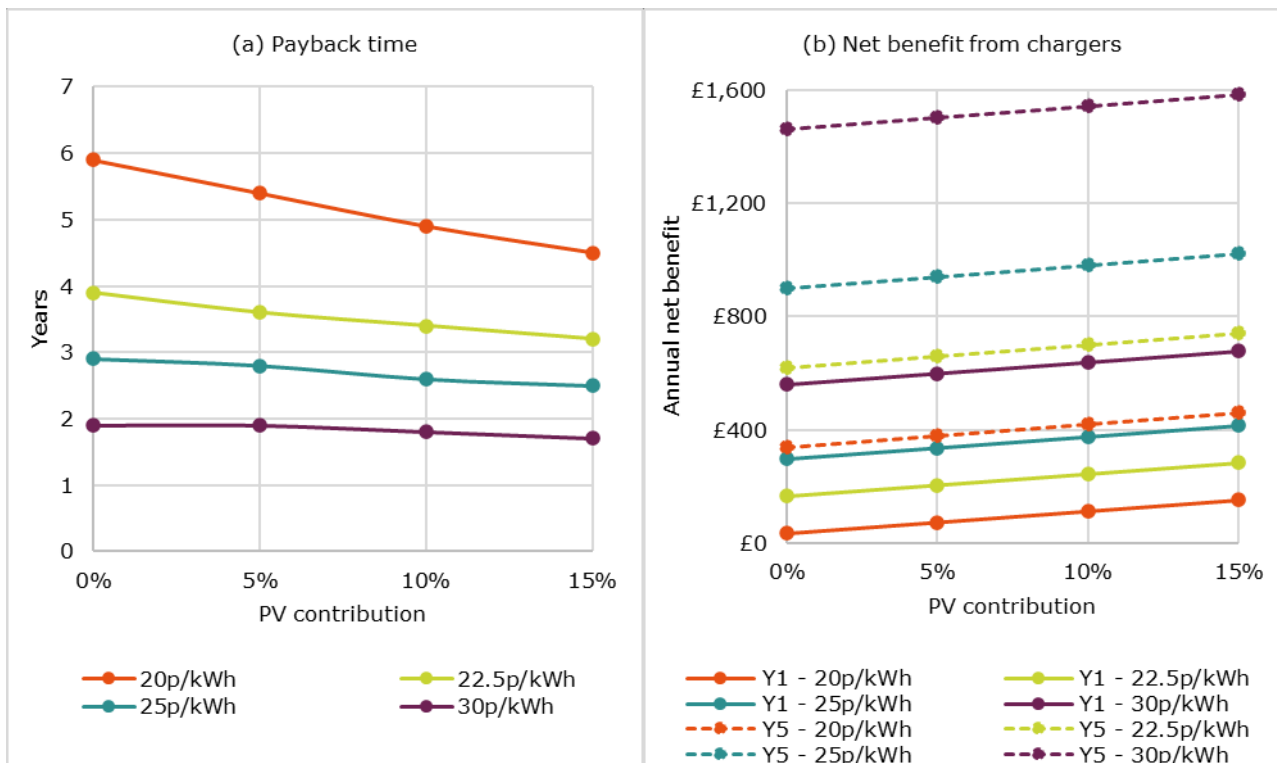 (a) Payback time
7
6
5
4
3
2
1
0
Years
0% 5% 10% 15%
PV contribution
20p/kWh 22.5p/kWh
25p/kWh 30p/kWh
(b) Net benefit from chargers
£1,600
£1,200
£800
£400
£0
Annual net benefit
0% 5% 10% 15%
PV contribution
Y1 - 20p/kWh Y1 - 22.5p/kWh
Y1 - 25p/kWh Y1 - 30p/kWh
Y5 - 20p/kWh Y5 - 22.5p/kWh
Y5 - 25p/kWh Y5 - 30p/kWh